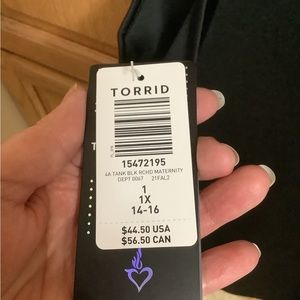 TORRID
15472195
4A TANK BLK RCHD MATERNITY
DEPT 0067 21FAL2
1
1X
14-16
$44.50 USA
$56.50 CAN